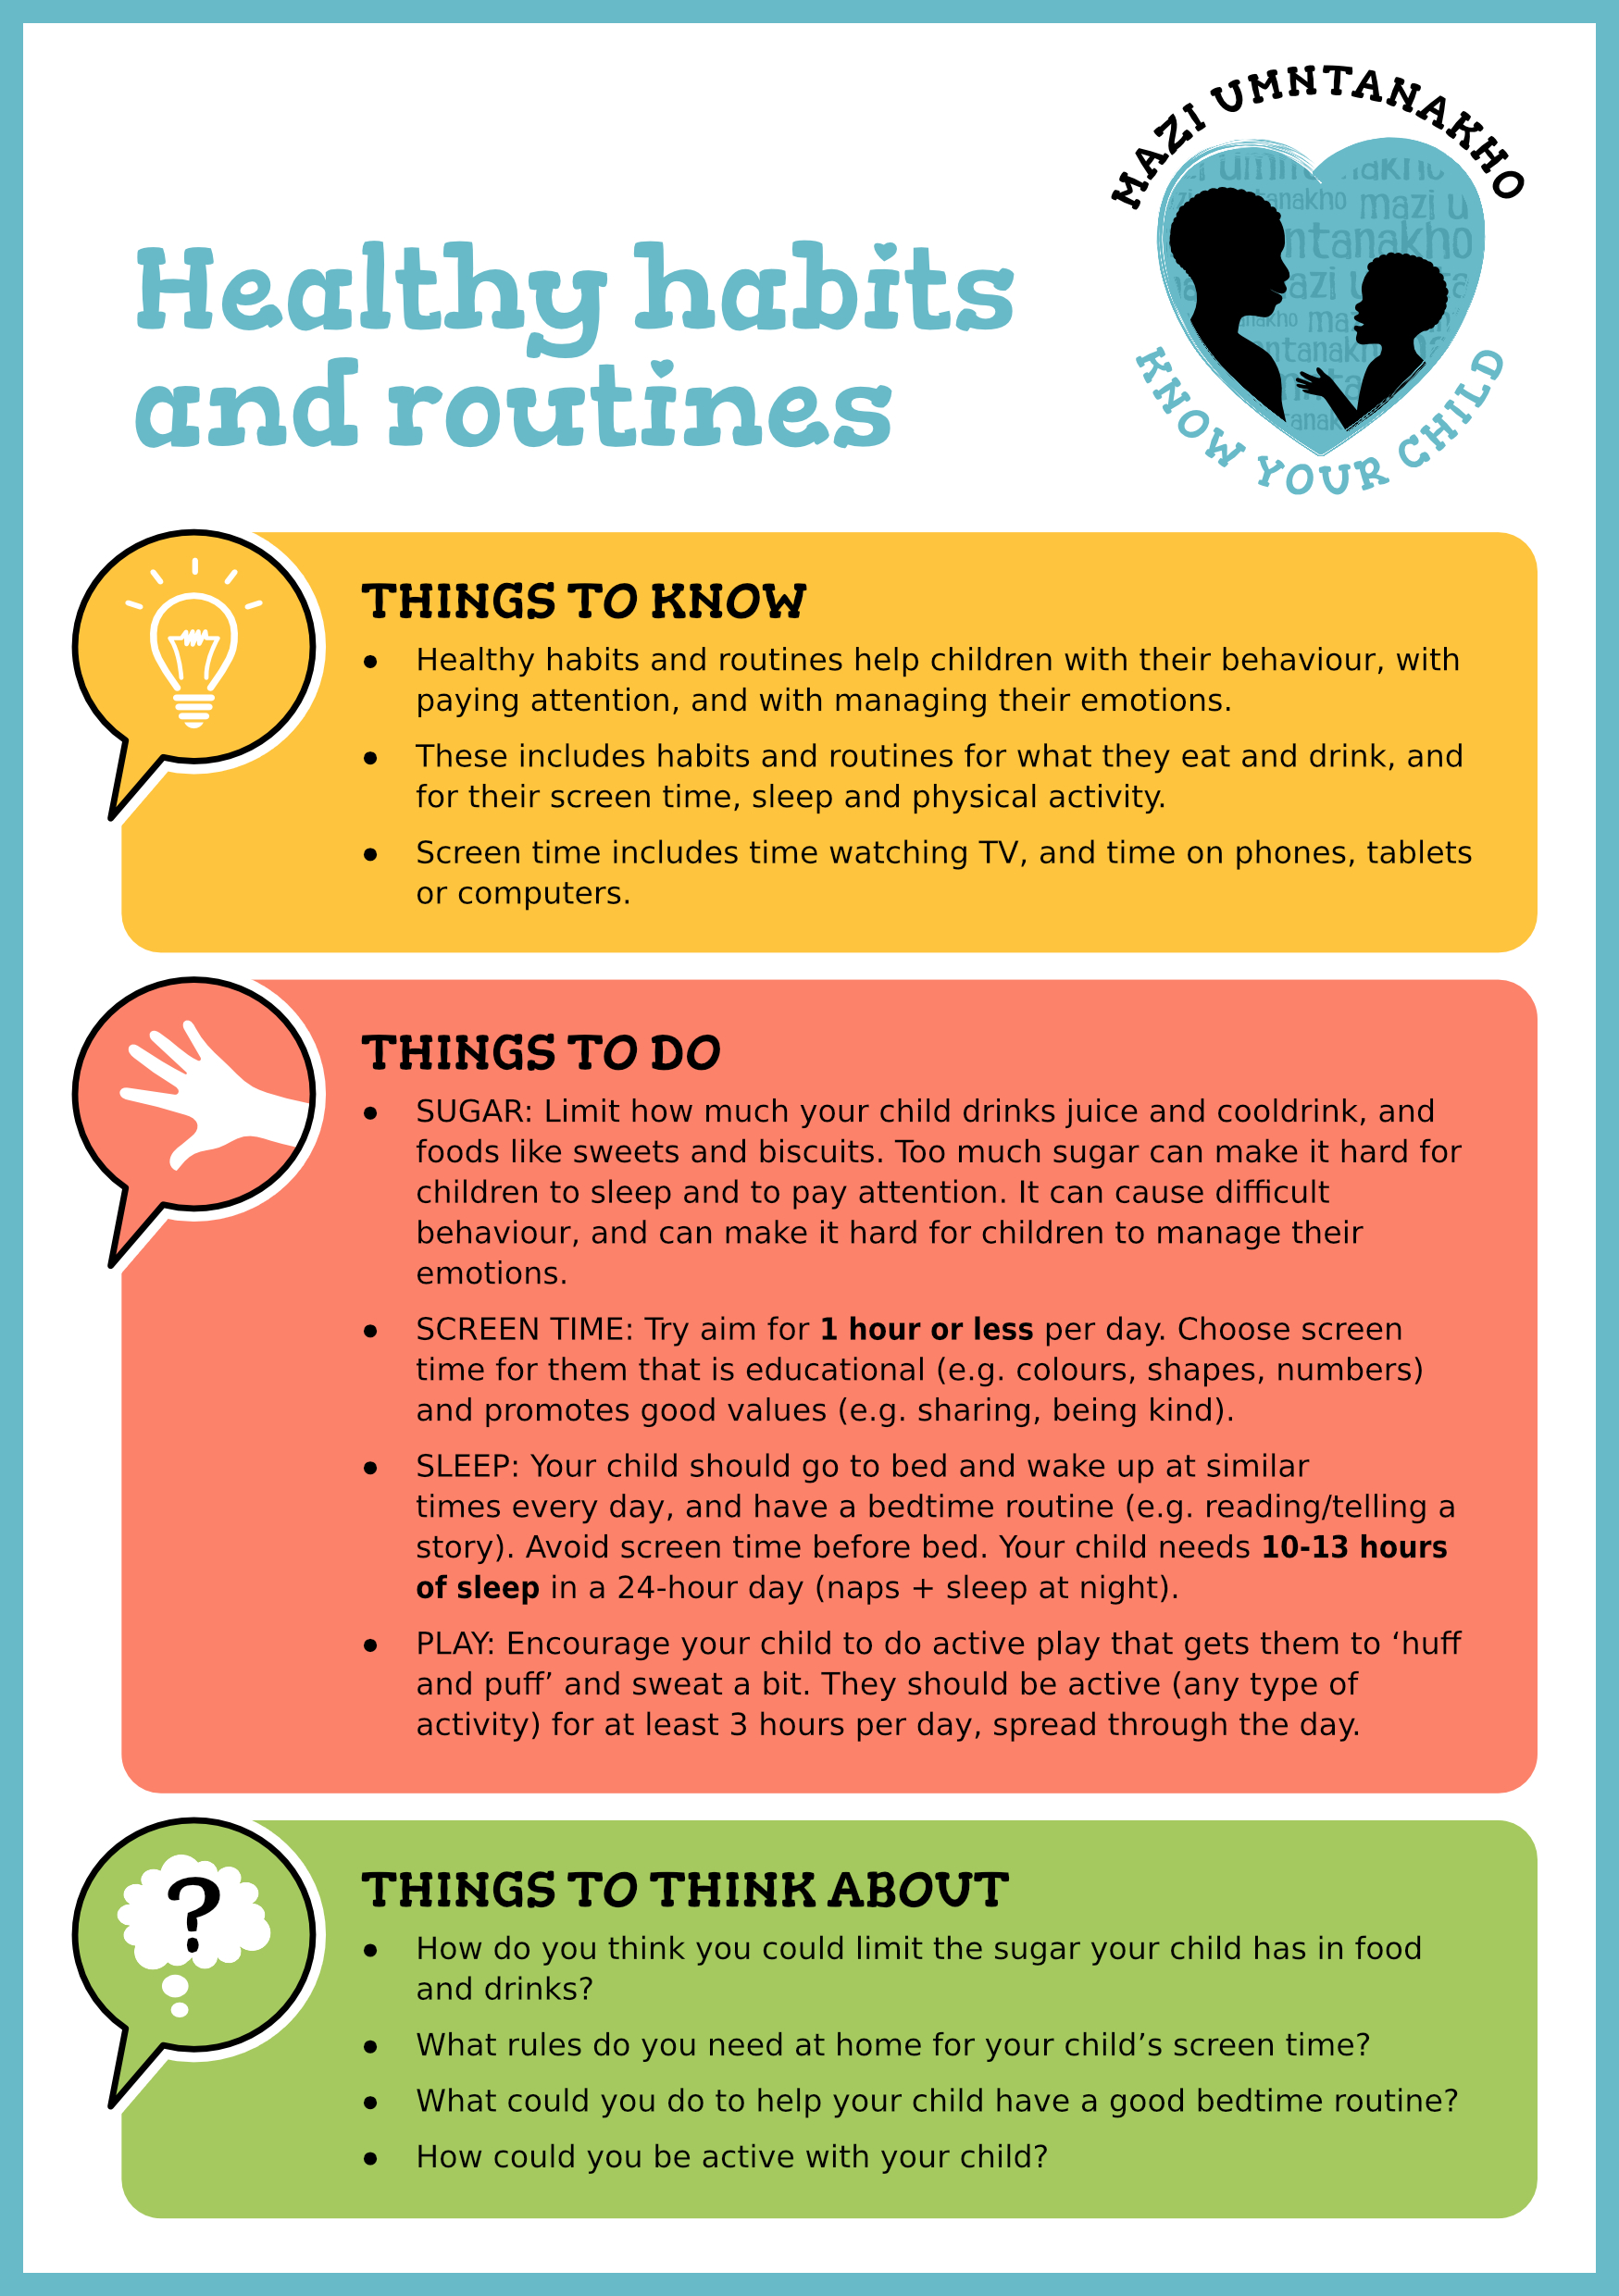 MAZI UMNTANAKHO
KNOW YOUR CHILD
Healthy habits
and routines
THINGS TO KNOW
● Healthy habits and routines help children with their behaviour, with
paying attention, and with managing their emotions.
● These includes habits and routines for what they eat and drink, and
for their screen time, sleep and physical activity.
● Screen time includes time watching TV, and time on phones, tablets
or computers.
THINGS TO DO
● SUGAR: Limit how much your child drinks juice and cooldrink, and
foods like sweets and biscuits. Too much sugar can make it hard for
children to sleep and to pay attention. It can cause difficult
behaviour, and can make it hard for children to manage their
emotions.
● SCREEN TIME: Try aim for 1 hour or less per day. Choose screen
time for them that is educational (e.g. colours, shapes, numbers)
and promotes good values (e.g. sharing, being kind).
● SLEEP: Your child should go to bed and wake up at similar
times every day, and have a bedtime routine (e.g. reading/telling a
story). Avoid screen time before bed. Your child needs 10-13 hours
of sleep in a 24-hour day (naps + sleep at night).
● PLAY: Encourage your child to do active play that gets them to ‘huff
and puff’ and sweat a bit. They should be active (any type of
activity) for at least 3 hours per day, spread through the day.
?
THINGS TO THINK ABOUT
● How do you think you could limit the sugar your child has in food
and drinks?
● What rules do you need at home for your child’s screen time?
● What could you do to help your child have a good bedtime routine?
● How could you be active with your child?